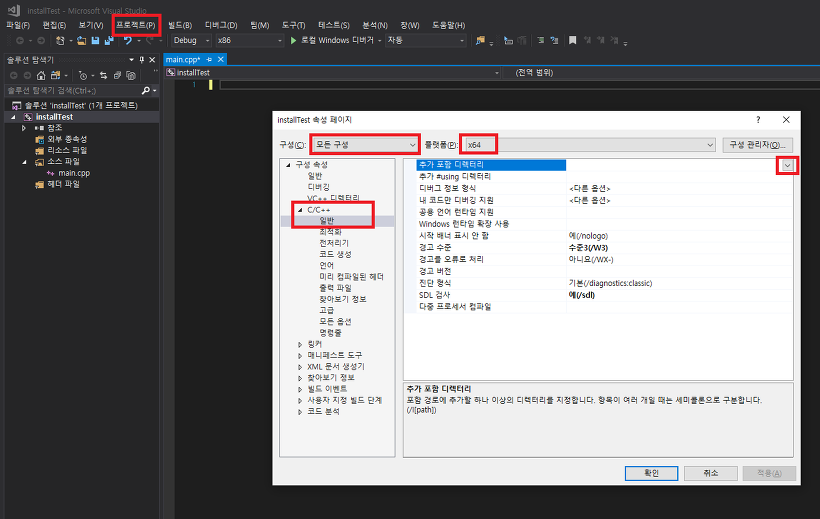 installTest - Microsoft Visual Studio
파일(F) 편집(E) 보기(V) 프로젝트(P) 빌드(B) 디버그(D) 팀(M) 도구(T) 테스트(S) 분석(N) 창(W) 도움말(H)
Debug x86 로컬 Windows 디버거 자동
솔루션 탐색기
솔루션 탐색기 검색(Ctrl+;)
솔루션 'installTest' (1개 프로젝트)
installTest
참조
외부 종속성
리소스 파일
소스 파일
main.cpp
헤더 파일
main.cpp*
installTest (전역 범위)
1
installTest 속성 페이지
구성(C): 모든 구성 플랫폼(P): x64 구성 관리자(O)...
구성 속성
일반
디버깅
VC++ 디렉터리
C/C++
일반
최적화
전처리기
코드 생성
언어
미리 컴파일된 헤더
출력 파일
찾아보기 정보
고급
모든 옵션
명령줄
링커
매니페스트 도구
XML 문서 생성기
찾아보기 정보
빌드 이벤트
사용자 지정 빌드 단계
코드 분석
추가 포함 디렉터리
추가 #using 디렉터리
디버그 정보 형식 <다른 옵션>
내 코드만 디버깅 지원 <다른 옵션>
공용 언어 런타임 지원
Windows 런타임 확장 사용
시작 배너 표시 안 함 예(/nologo)
경고 수준 수준3(/W3)
경고를 오류로 처리 아니요(/WX-)
경고 버전
진단 형식 기본(/diagnostics:classic)
SDL 검사 예(/sdl)
다중 프로세서 컴파일
추가 포함 디렉터리
포함 경로에 추가할 하나 이상의 디렉터리를 지정합니다. 항목이 여러 개일 때는 세미콜론으로 구분합니다.
(/I[path])
확인 취소 적용(A)